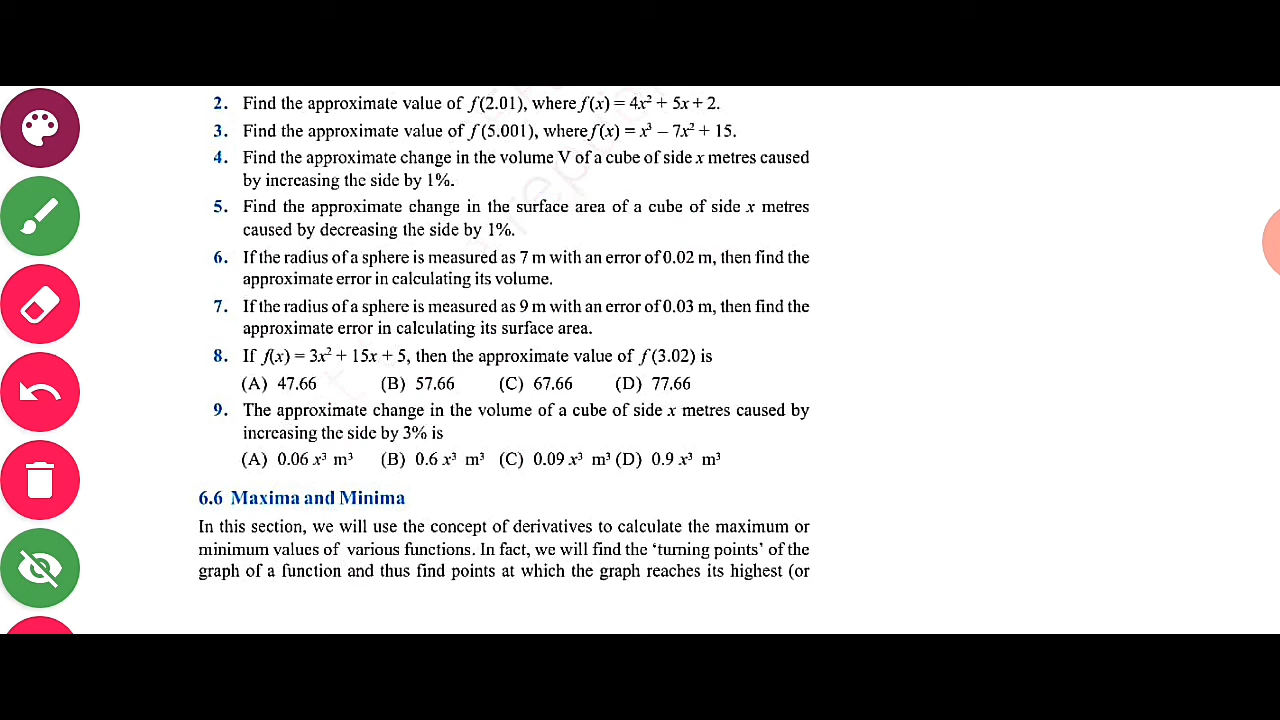 2. Find the approximate value of f (2.01), where f (x) = 4x² + 5x + 2.
3. Find the approximate value of f (5.001), where f (x) = x³ – 7x² + 15.
4. Find the approximate change in the volume V of a cube of side x metres caused
by increasing the side by 1%.
5. Find the approximate change in the surface area of a cube of side x metres
caused by decreasing the side by 1%.
6. If the radius of a sphere is measured as 7 m with an error of 0.02 m, then find the
approximate error in calculating its volume.
7. If the radius of a sphere is measured as 9 m with an error of 0.03 m, then find the
approximate error in calculating its surface area.
8. If f(x) = 3x² + 15x + 5, then the approximate value of f (3.02) is
(A) 47.66 (B) 57.66 (C) 67.66 (D) 77.66
9. The approximate change in the volume of a cube of side x metres caused by
increasing the side by 3% is
(A) 0.06 x³ m³ (B) 0.6 x³ m³ (C) 0.09 x³ m³ (D) 0.9 x³ m³
6.6 Maxima and Minima
In this section, we will use the concept of derivatives to calculate the maximum or
minimum values of various functions. In fact, we will find the ‘turning points’ of the
graph of a function and thus find points at which the graph reaches its highest (or